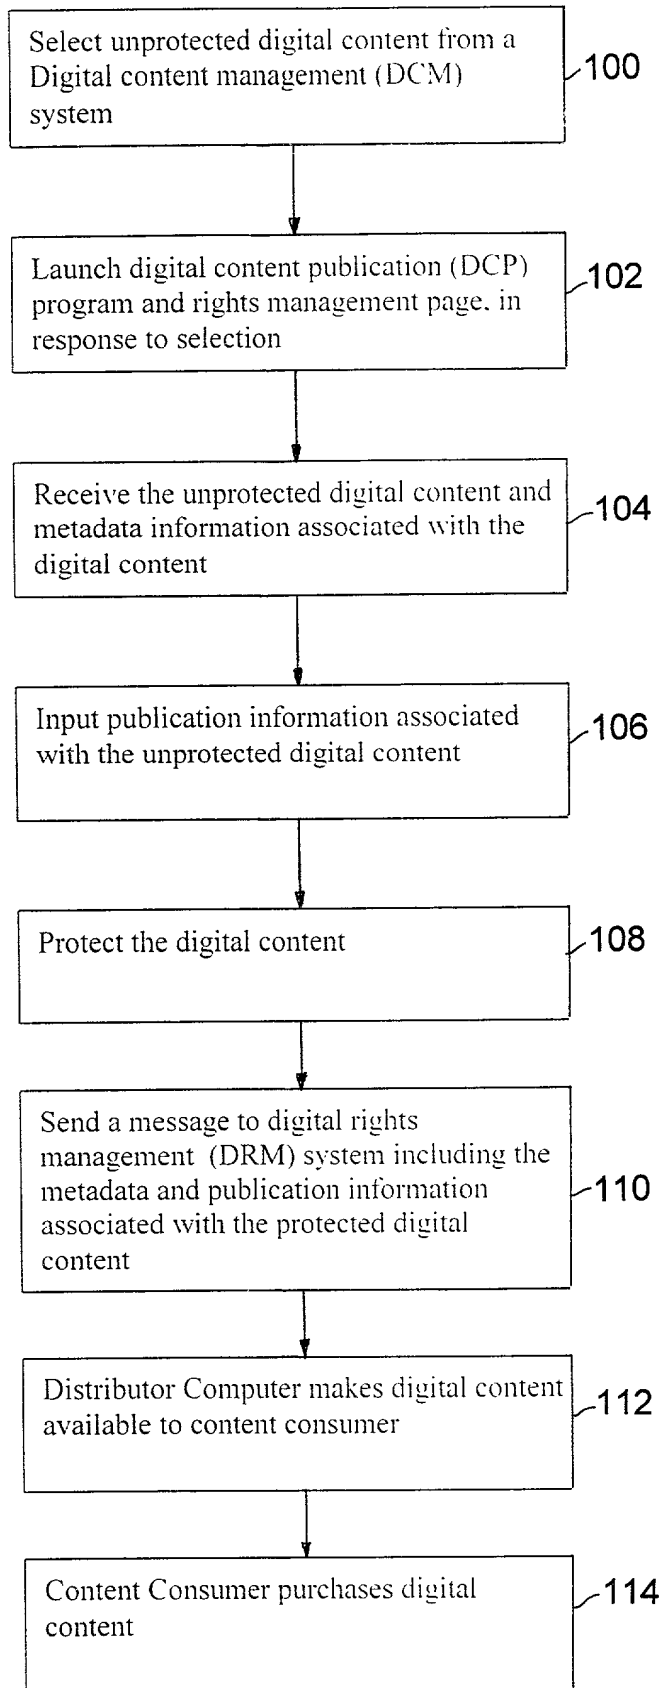 Select unprotected digital content from a
Digital content management (DCM)
system
100
Launch digital content publication (DCP)
program and rights management page, in
response to selection
102
Receive the unprotected digital content and
metadata information associated with the
digital content
104
Input publication information associated
with the unprotected digital content
106
Protect the digital content
108
Send a message to digital rights
management (DRM) system including the
metadata and publication information
associated with the protected digital
content
110
Distributor Computer makes digital content
available to content consumer
112
Content Consumer purchases digital
content
114